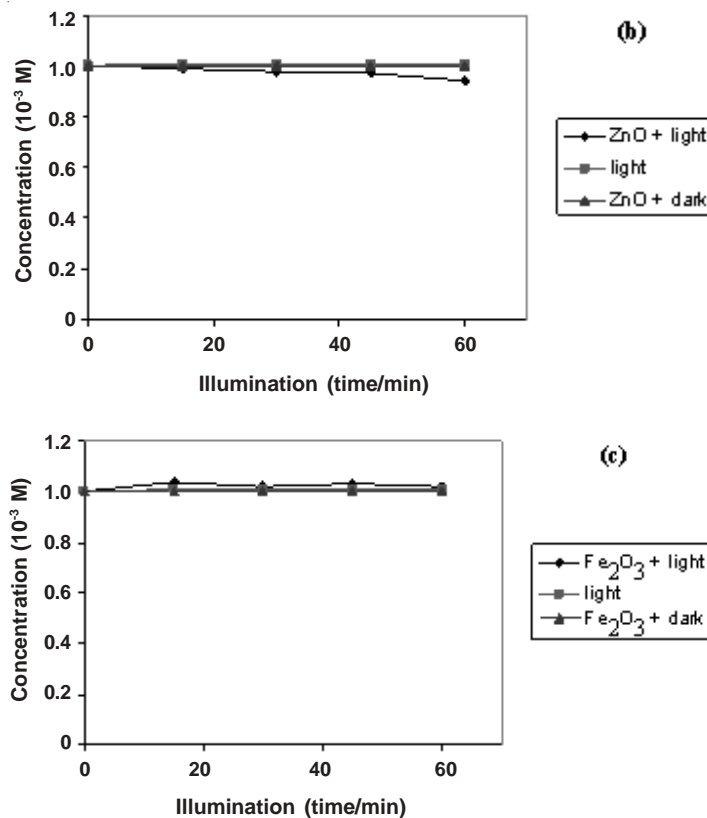 (b)
1.2
1.0
0.8
0.6
0.4
0.2
0
0 20 40 60
Concentration (10⁻³ M)
Illumination (time/min)
ZnO + light
light
ZnO + dark
(c)
1.2
1.0
0.8
0.6
0.4
0.2
0
0 20 40 60
Concentration (10⁻³ M)
Illumination (time/min)
Fe₂O₃ + light
light
Fe₂O₃ + dark